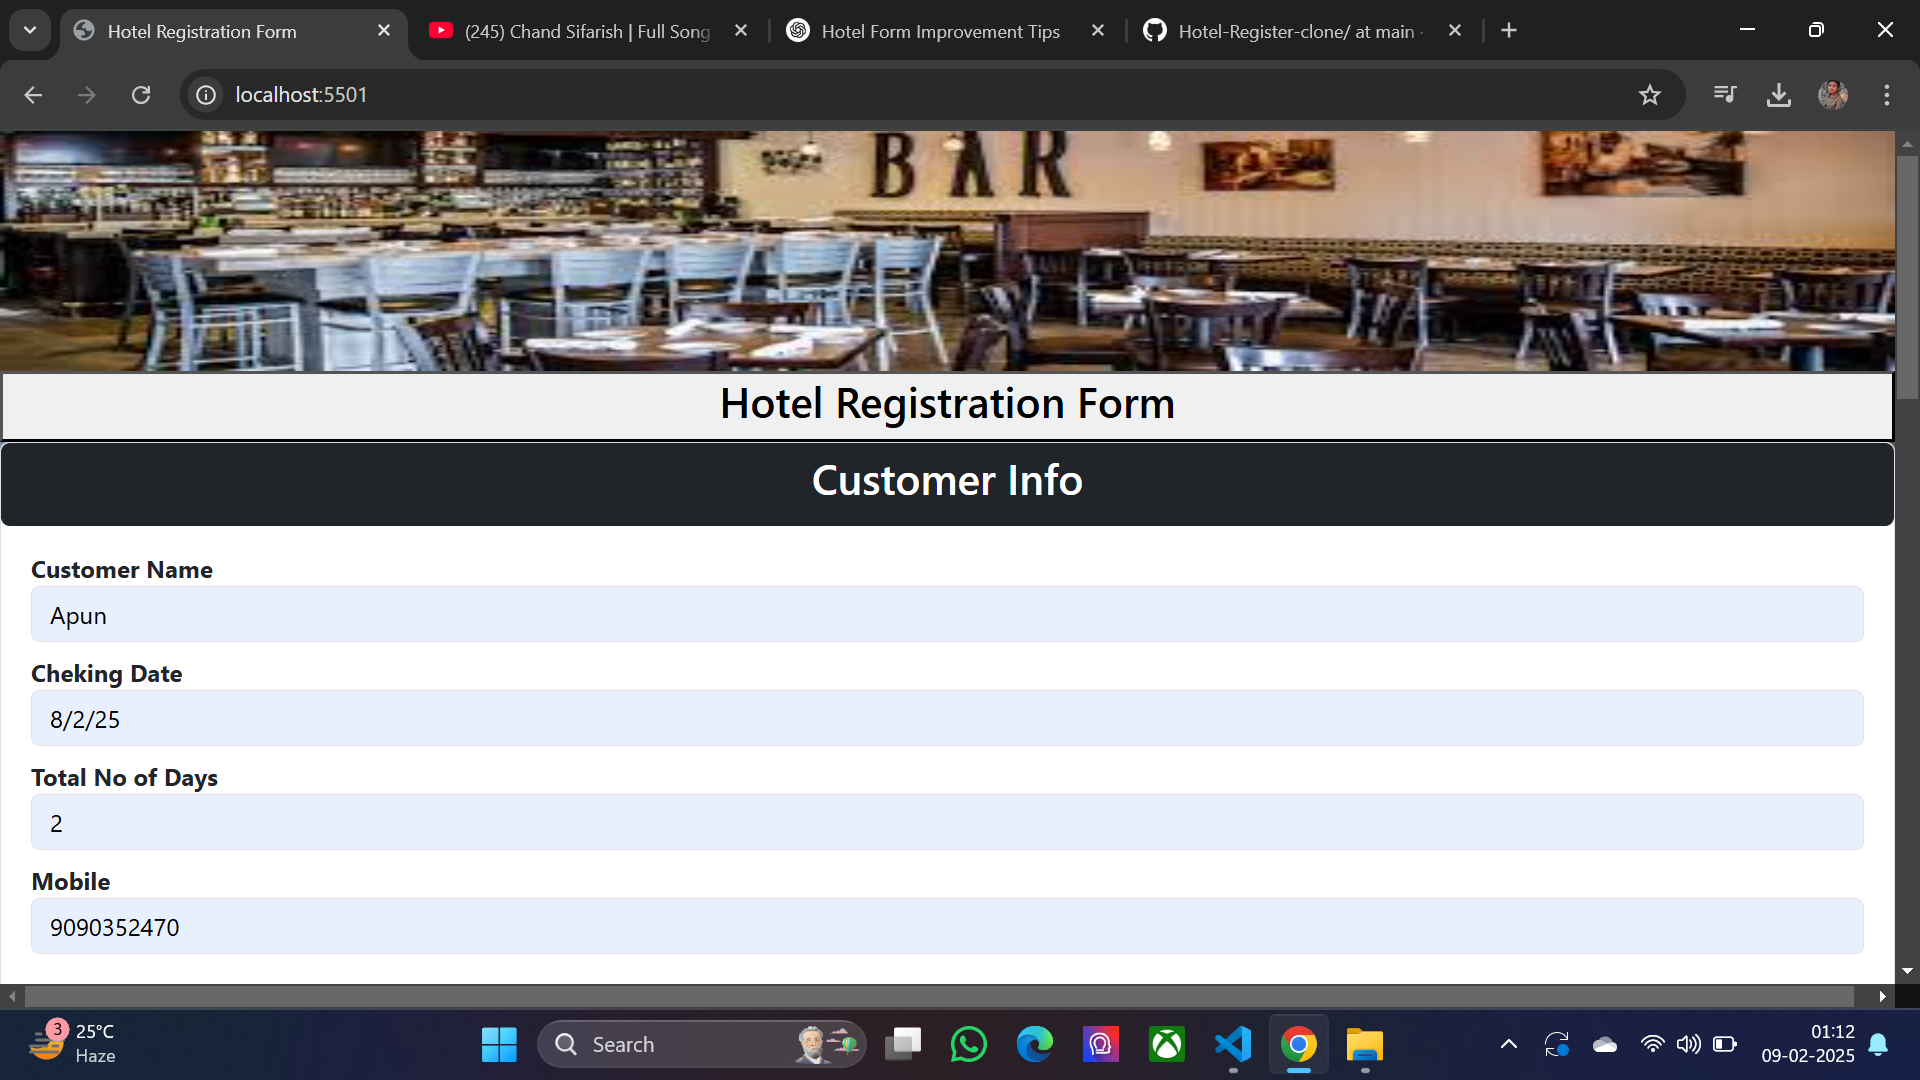 Hotel Registration Form
(245) Chand Sifarish | Full Song
Hotel Form Improvement Tips
Hotel-Register-clone/ at main
localhost:5501
BAR
Hotel Registration Form
Customer Info
Customer Name
Apun
Cheking Date
8/2/25
Total No of Days
2
Mobile
9090352470
3
25°C
Haze
Search
01:12
09-02-2025